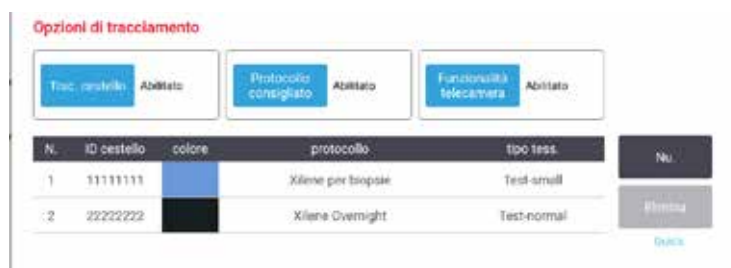 Opzioni di tracciamento
Trac. cestello Abilitato
Protocollo consigliato Abilitato
Funzionalità telecamera Abilitato
N. ID cestello colore protocollo tipo tess.
1 11111111 Xilene per biopsie Test-small
2 22222222 Xilene Overnight Test-normal
Nu.
Elimina